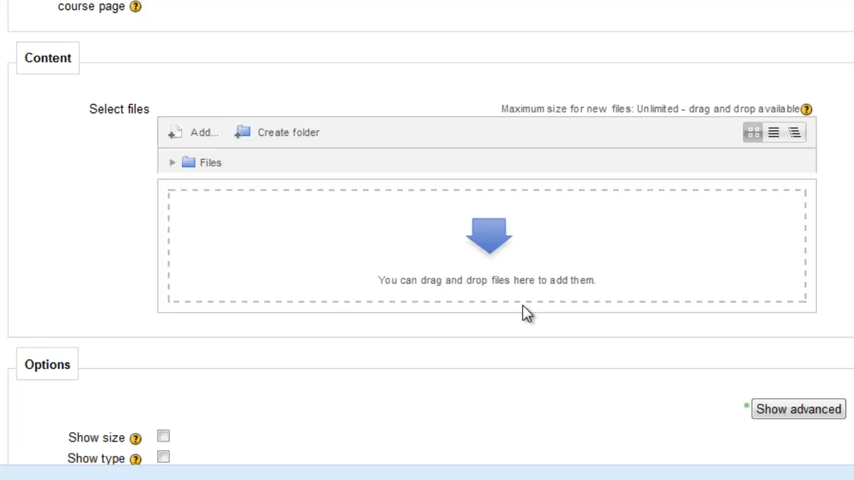 course page
Content
Select files
Maximum size for new files: Unlimited - drag and drop available
Add...
Create folder
Files
You can drag and drop files here to add them.
Options
* Show advanced
Show size
Show type